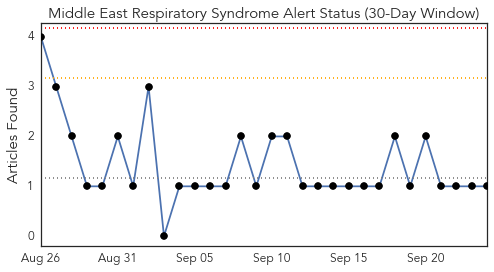 Middle East Respiratory Syndrome Alert Status (30-Day Window)
Articles Found
4
3
2
1
0
Aug 26 Aug 31 Sep 05 Sep 10 Sep 15 Sep 20